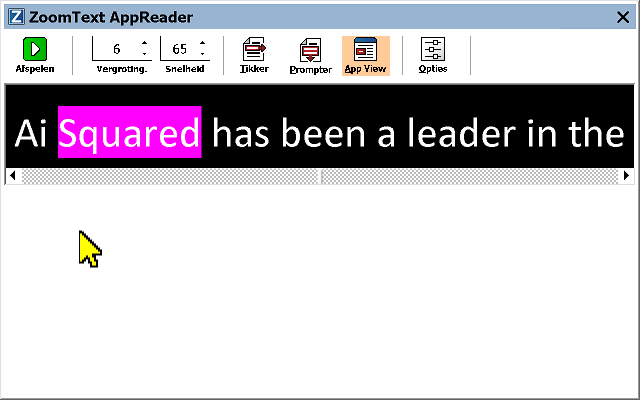 ZoomText AppReader
6 65
Afspelen Vergroting. Snelheid Tikker Prompter App View Opties
Ai Squared has been a leader in the